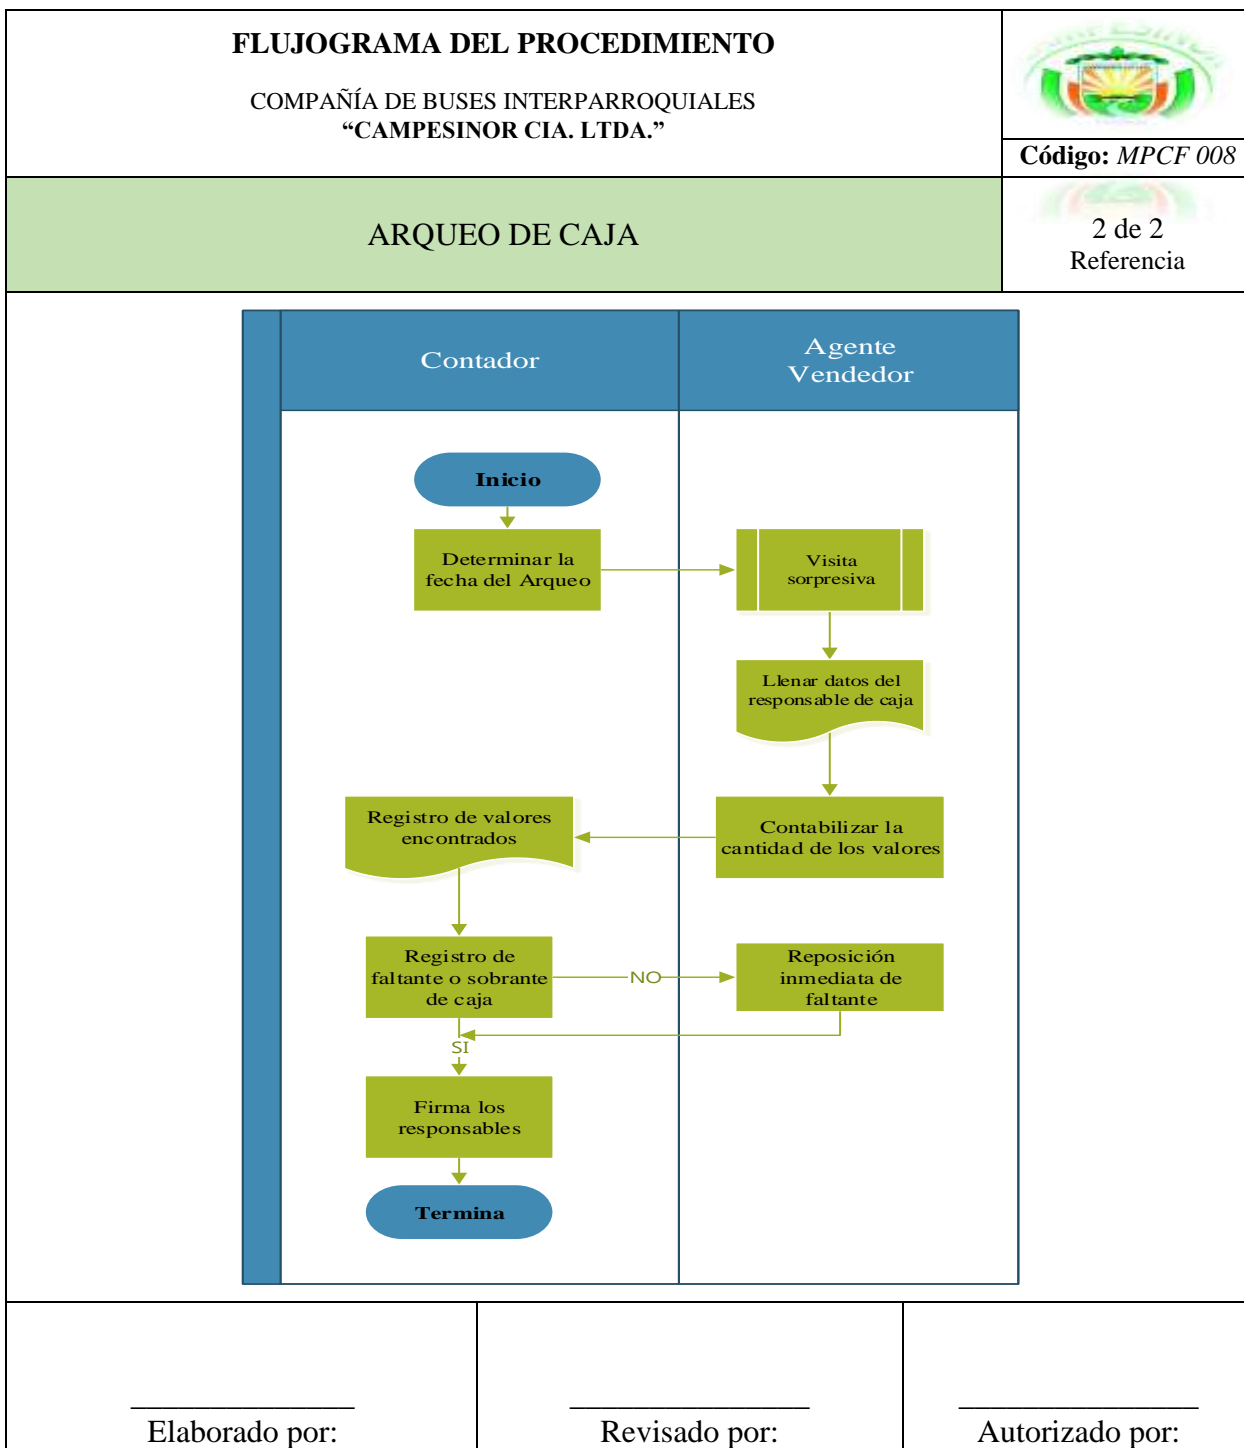 FLUJOGRAMA DEL PROCEDIMIENTO
COMPAÑÍA DE BUSES INTERPARROQUIALES
“CAMPESINOR CIA. LTDA.”
Código: MPCF 008
ARQUEO DE CAJA
2 de 2
Referencia
Contador
Agente
Vendedor
Inicio
Determinar la
fecha del Arqueo
Visita
sorpresiva
Llenar datos del
responsable de caja
Registro de valores
encontrados
Contabilizar la
cantidad de los valores
Registro de
faltante o sobrante
de caja
NO
Reposición
inmediata de
faltante
SI
Firma los
responsables
Termina
Elaborado por:
Revisado por:
Autorizado por: